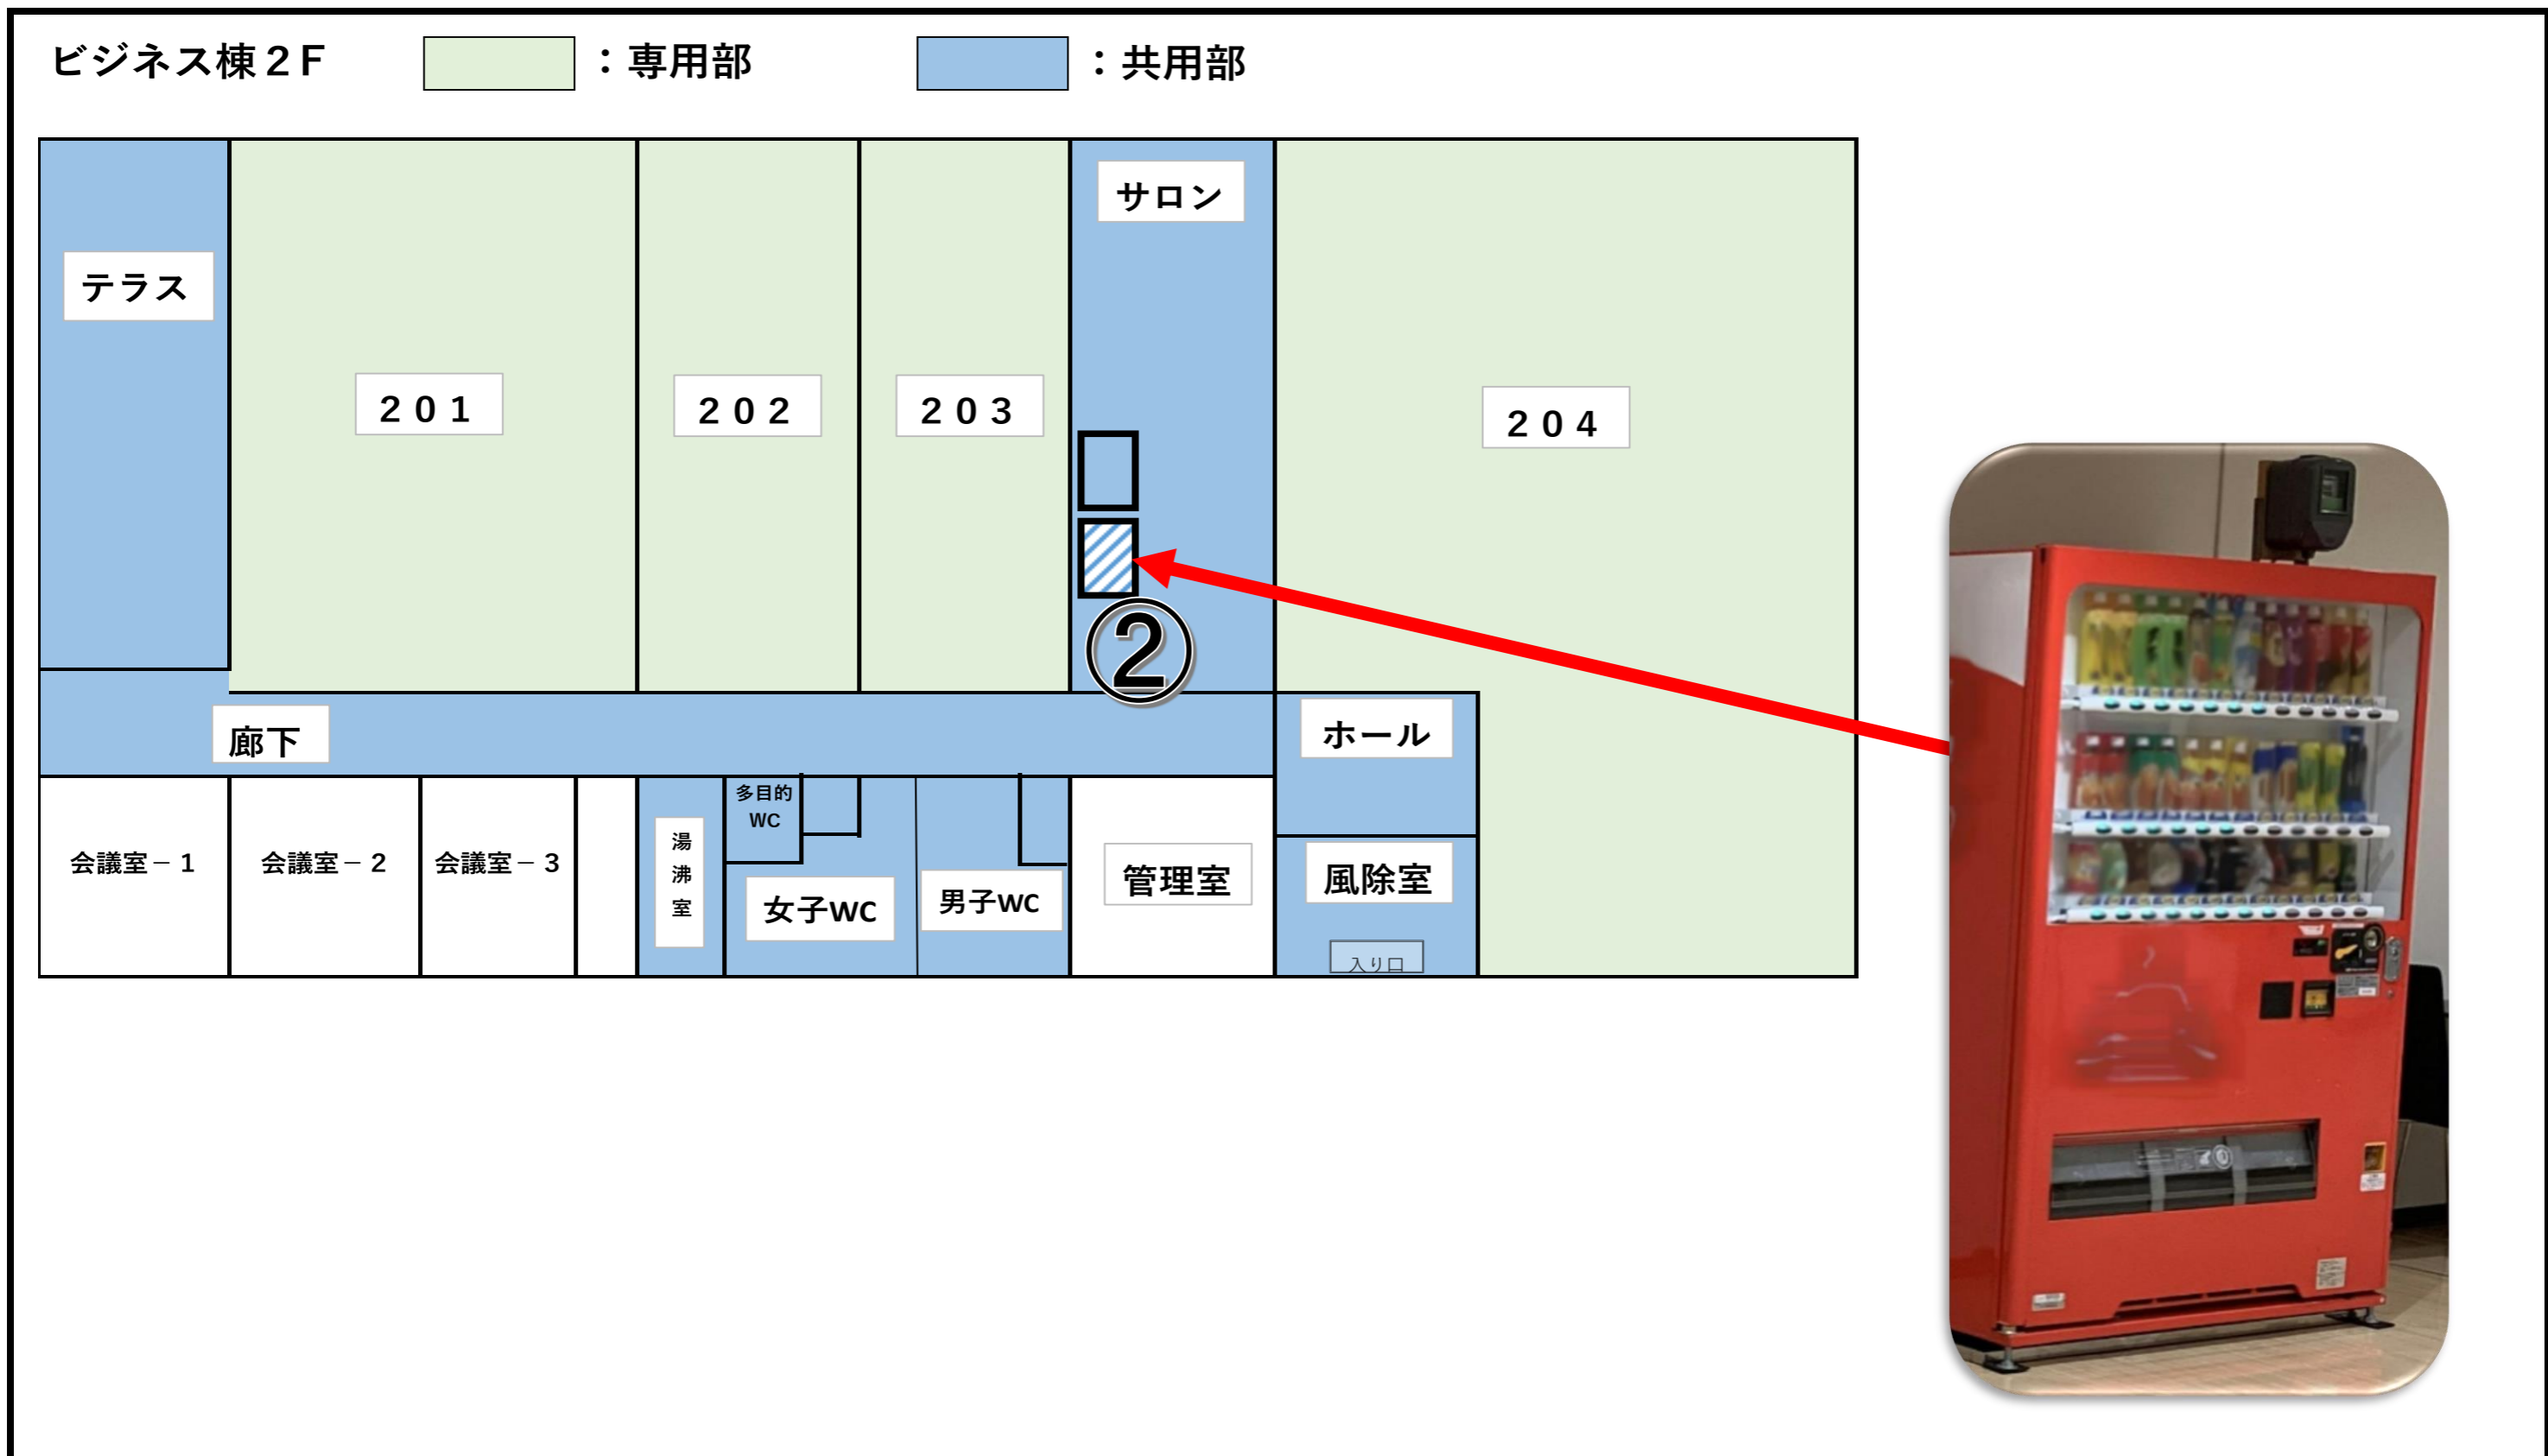 ビジネス棟２F
：専用部
：共用部
サロン
テラス
２０１
２０２
２０３
２０４
②
廊下
ホール
会議室－1
会議室－2
会議室－3
湯沸室
多目的
WC
女子WC
男子WC
管理室
風除室
入り口